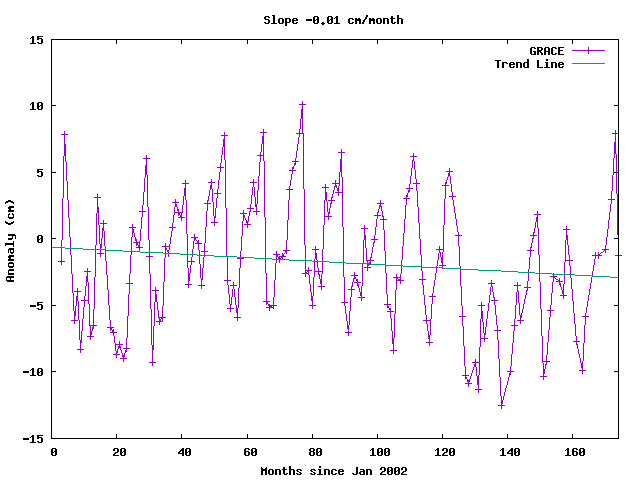 Slope -0.01 cm/month
GRACE
Trend Line
15
10
5
0
-5
-10
-15
Anomaly (cm)
0 20 40 60 80 100 120 140 160
Months since Jan 2002